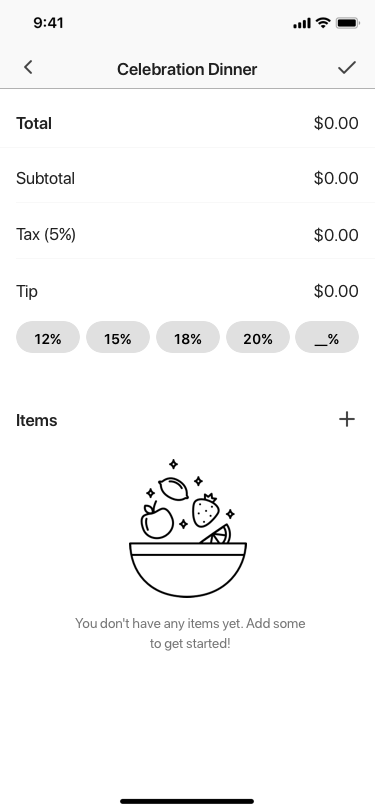 9:41
Celebration Dinner
Total $0.00
Subtotal $0.00
Tax (5%) $0.00
Tip $0.00
12% 15% 18% 20% __%
Items
You don't have any items yet. Add some
to get started!